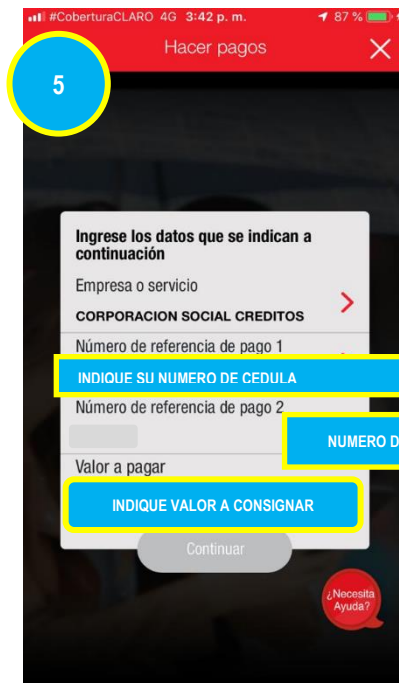 #CoberturaCLARO 4G 3:42 p. m. 87 %
Hacer pagos
5
Ingrese los datos que se indican a
continuación
Empresa o servicio
CORPORACION SOCIAL CREDITOS
Número de referencia de pago 1
INDIQUE SU NUMERO DE CEDULA
Número de referencia de pago 2
NUMERO D
Valor a pagar
INDIQUE VALOR A CONSIGNAR
Continuar
¿Necesita
Ayuda?